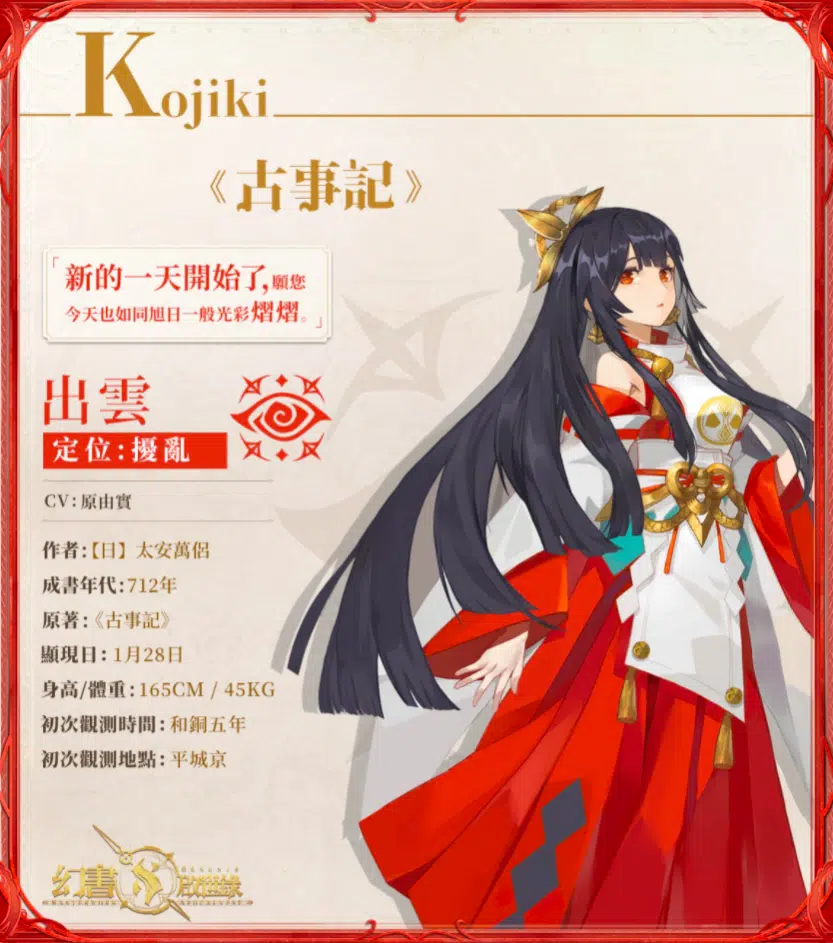 Kojiki
《古事記》
「新的一天開始了,願您
今天也如同旭日一般光彩熠熠。」
出雲
定位:擾亂
CV:原由實
作者:【日】太安萬侶
成書年代:712年
原著:《古事記》
顯現日:1月28日
身高/體重:165CM / 45KG
初次觀測時間:和銅五年
初次觀測地點:平城京
幻書啟世錄